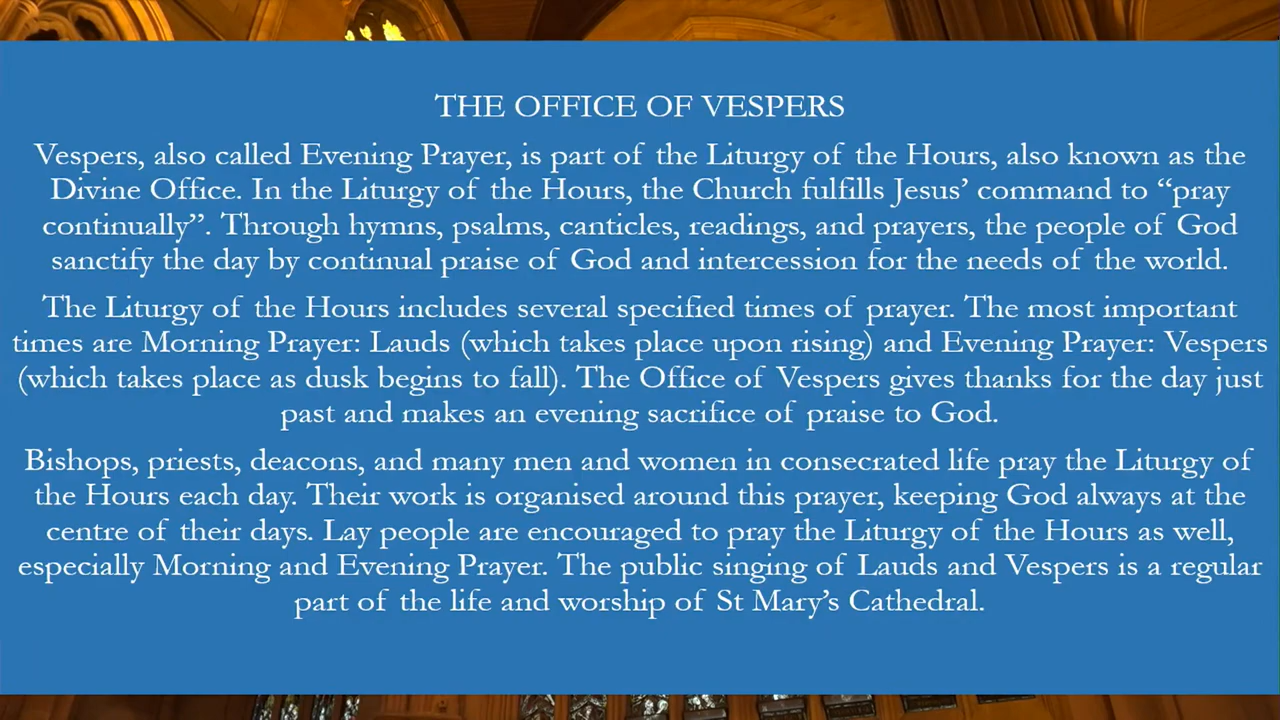 THE OFFICE OF VESPERS
Vespers, also called Evening Prayer, is part of the Liturgy of the Hours, also known as the
Divine Office. In the Liturgy of the Hours, the Church fulfills Jesus’ command to “pray
continually”. Through hymns, psalms, canticles, readings, and prayers, the people of God
sanctify the day by continual praise of God and intercession for the needs of the world.
The Liturgy of the Hours includes several specified times of prayer. The most important
times are Morning Prayer: Lauds (which takes place upon rising) and Evening Prayer: Vespers
(which takes place as dusk begins to fall). The Office of Vespers gives thanks for the day just
past and makes an evening sacrifice of praise to God.
Bishops, priests, deacons, and many men and women in consecrated life pray the Liturgy of
the Hours each day. Their work is organised around this prayer, keeping God always at the
centre of their days. Lay people are encouraged to pray the Liturgy of the Hours as well,
especially Morning and Evening Prayer. The public singing of Lauds and Vespers is a regular
part of the life and worship of St Mary’s Cathedral.